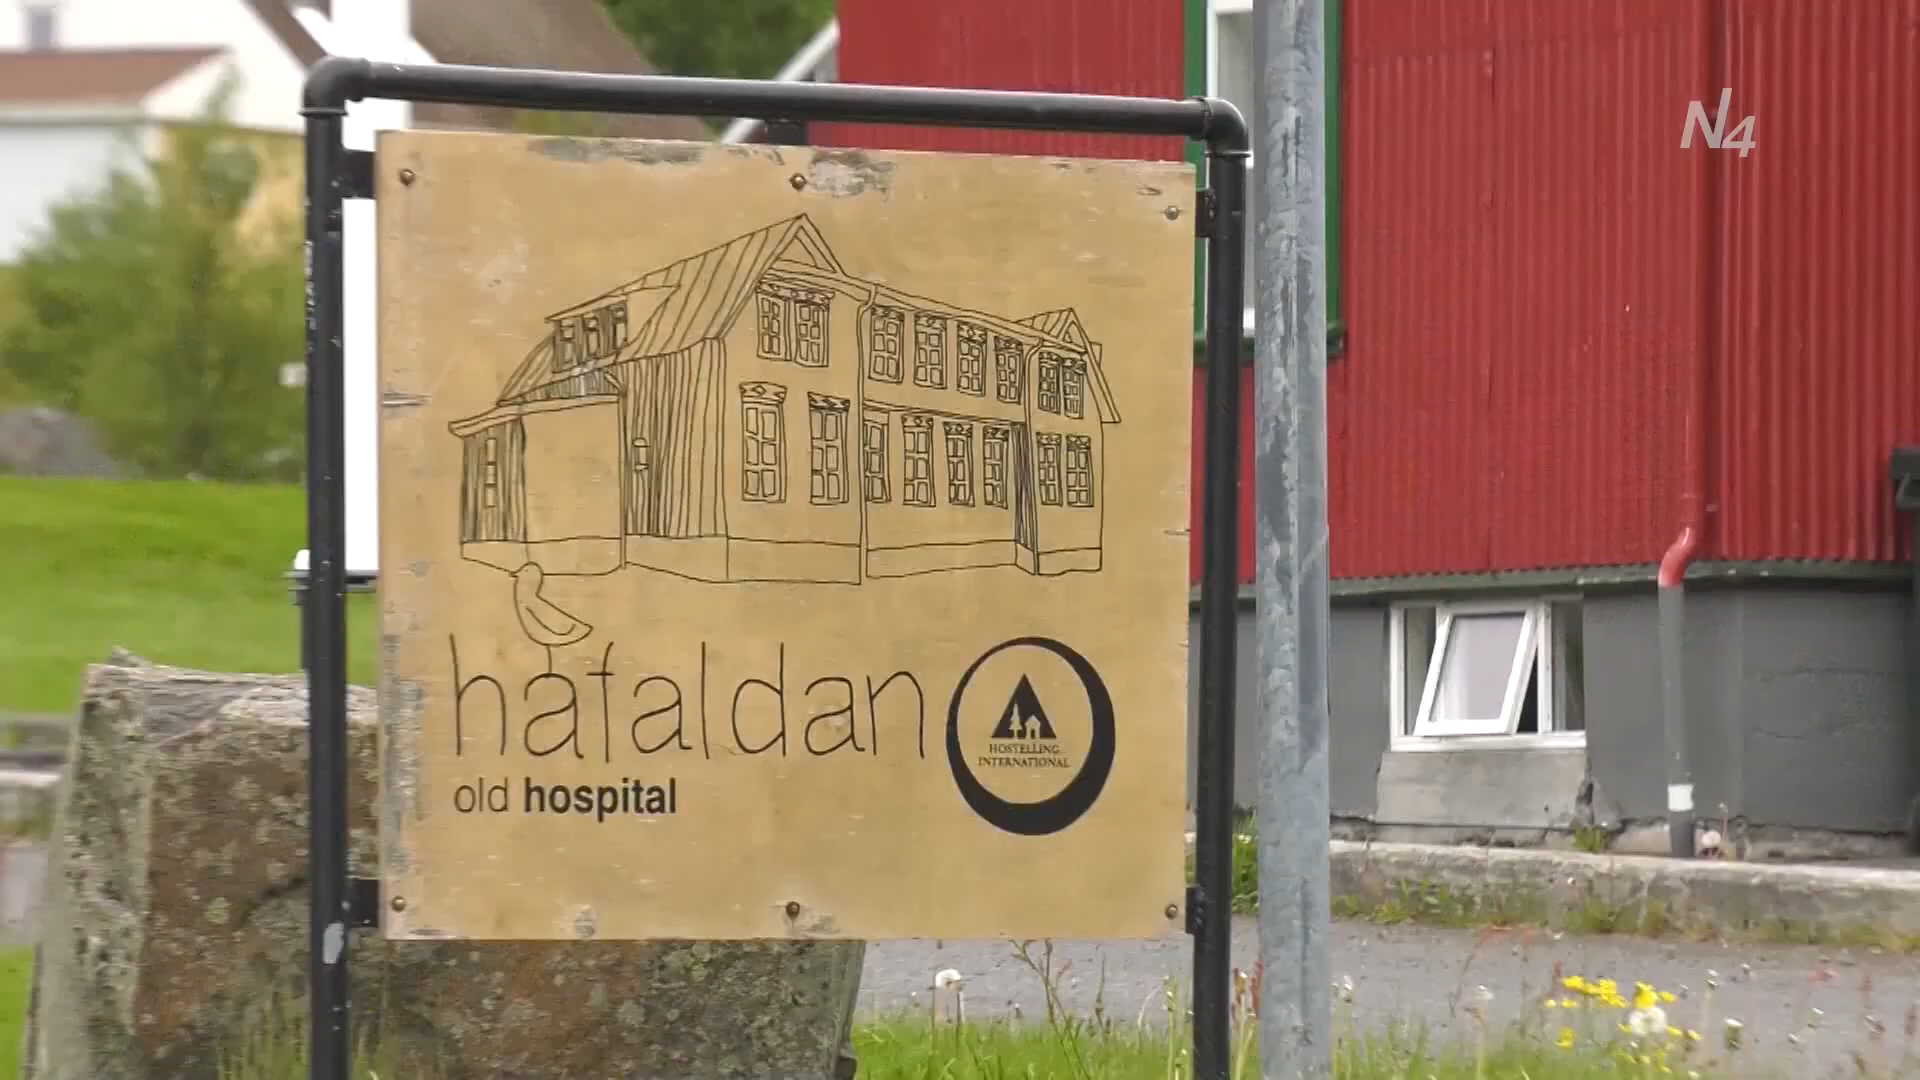 N4
hafaldan
old hospital
HOSTELLING
INTERNATIONAL